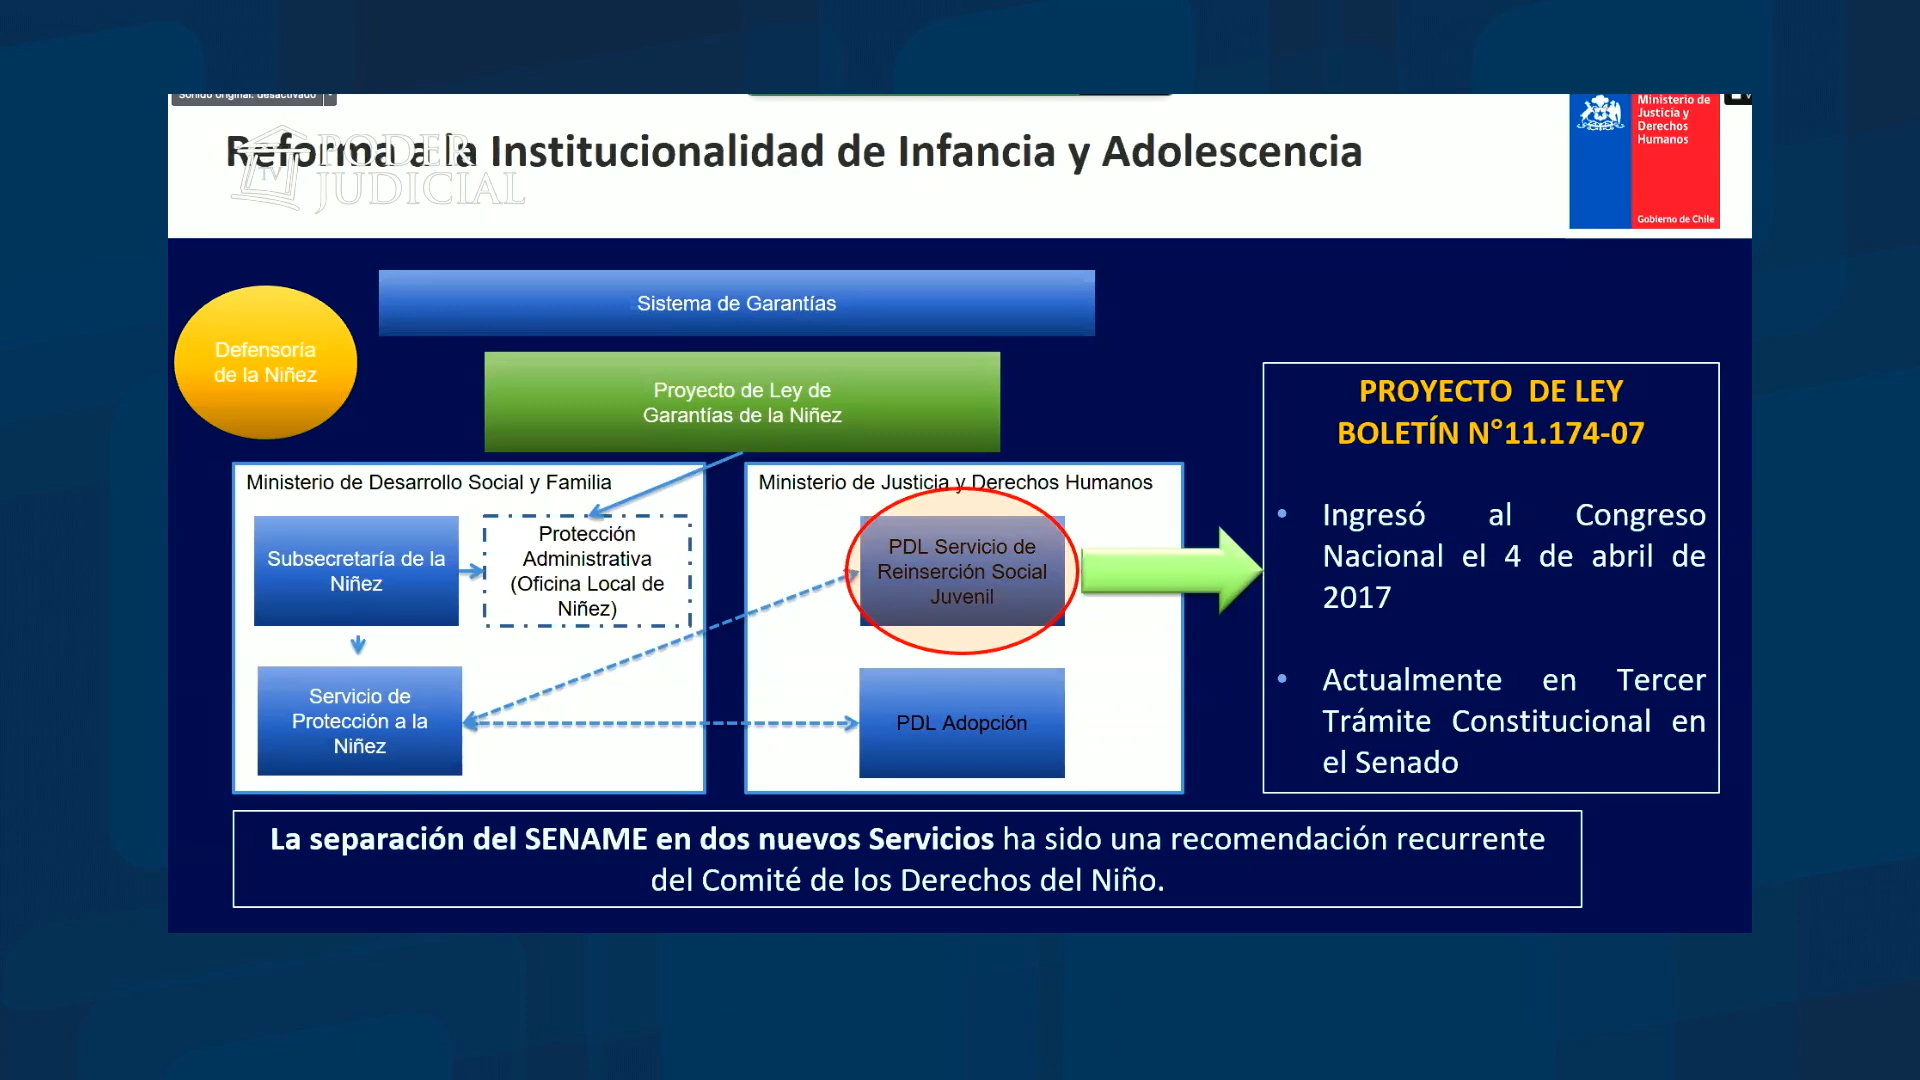 Sonido original: desactivado
Reforma a la Institucionalidad de Infancia y Adolescencia
PODER
JUDICIAL
Ministerio de
Justicia y
Derechos
Humanos
Gobierno de Chile
Sistema de Garantías
Defensoría
de la Niñez
Proyecto de Ley de
Garantías de la Niñez
Ministerio de Desarrollo Social y Familia
Subsecretaría de la
Niñez
Protección
Administrativa
(Oficina Local de
Niñez)
Servicio de
Protección a la
Niñez
Ministerio de Justicia y Derechos Humanos
PDL Servicio de
Reinserción Social
Juvenil
PDL Adopción
PROYECTO DE LEY
BOLETÍN N°11.174-07
• Ingresó al Congreso
Nacional el 4 de abril de
2017
• Actualmente en Tercer
Trámite Constitucional en
el Senado
La separación del SENAME en dos nuevos Servicios ha sido una recomendación recurrente
del Comité de los Derechos del Niño.